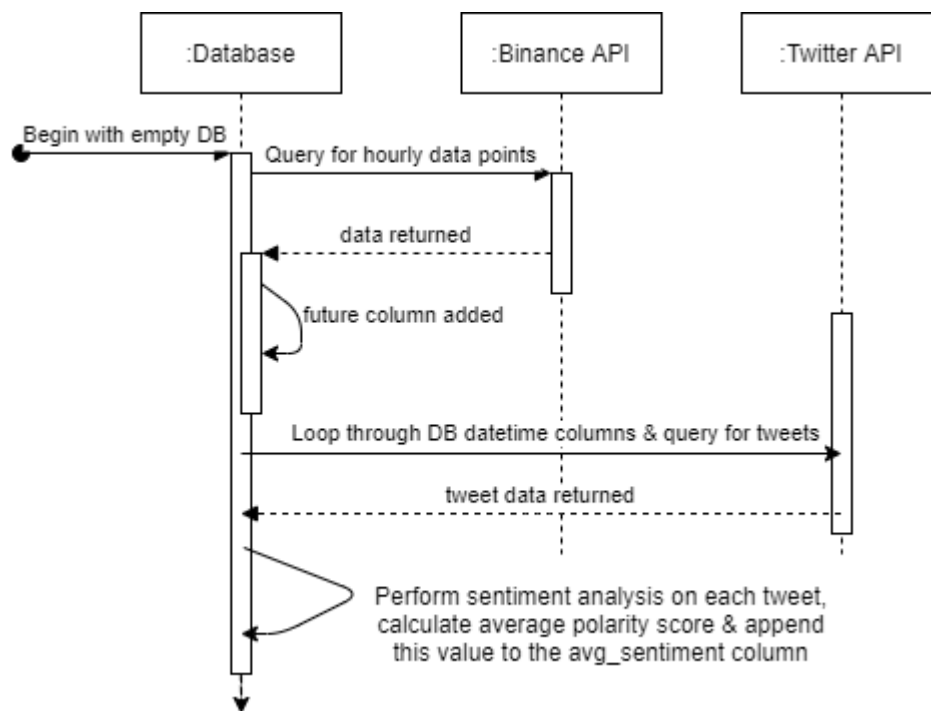 :Database
:Binance API
:Twitter API
Begin with empty DB
Query for hourly data points
data returned
future column added
Loop through DB datetime columns & query for tweets
tweet data returned
Perform sentiment analysis on each tweet,
calculate average polarity score & append
this value to the avg_sentiment column